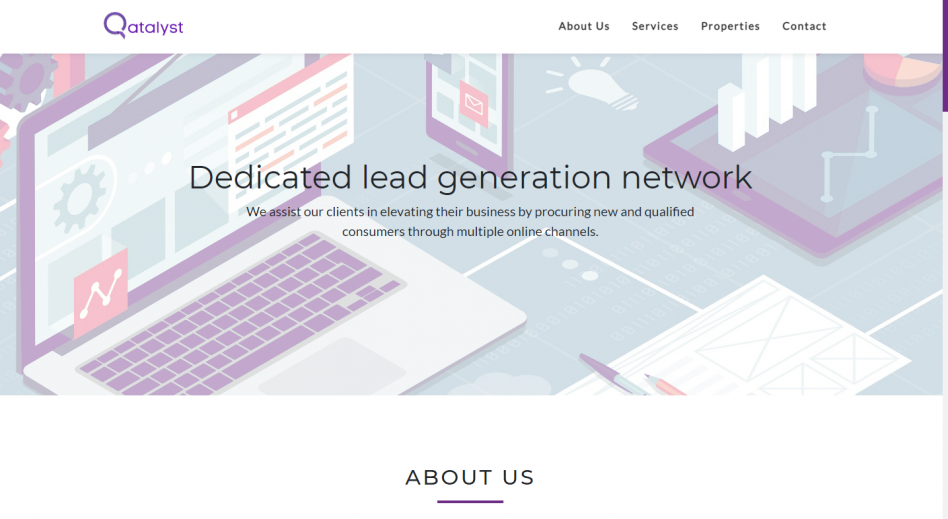 Qatalyst
About Us Services Properties Contact
Dedicated lead generation network
We assist our clients in elevating their business by procuring new and qualified
consumers through multiple online channels.
ABOUT US